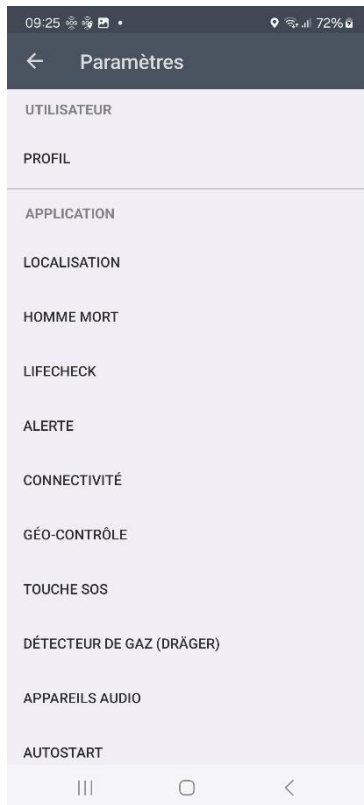 09:25
72%
Paramètres
UTILISATEUR
PROFIL
APPLICATION
LOCALISATION
HOMME MORT
LIFECHECK
ALERTE
CONNECTIVITÉ
GÉO-CONTRÔLE
TOUCHE SOS
DÉTECTEUR DE GAZ (DRÄGER)
APPAREILS AUDIO
AUTOSTART